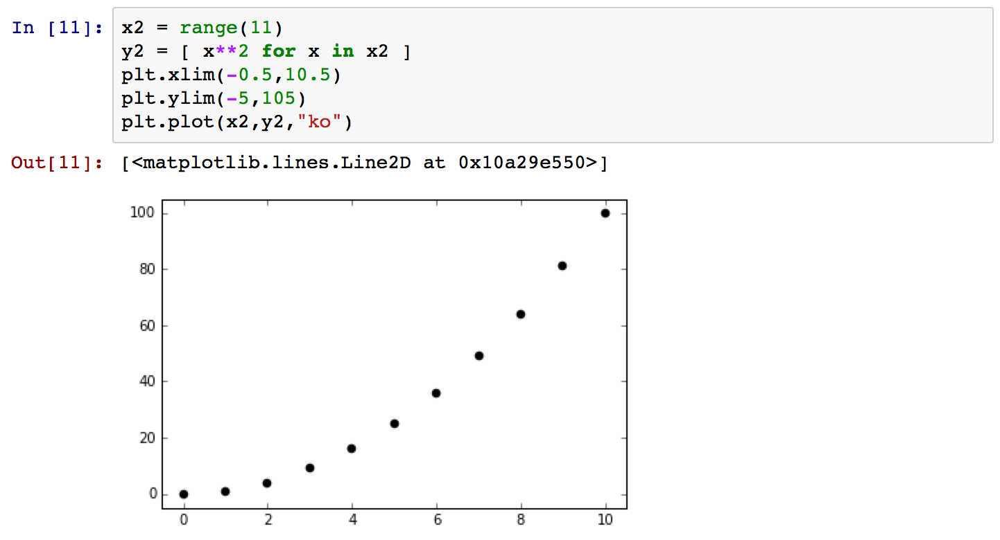 In [11]: x2 = range(11)
y2 = [ x**2 for x in x2 ]
plt.xlim(-0.5,10.5)
plt.ylim(-5,105)
plt.plot(x2,y2,"ko")
Out[11]: [<matplotlib.lines.Line2D at 0x10a29e550>]
100
80
60
40
20
0
0 2 4 6 8 10